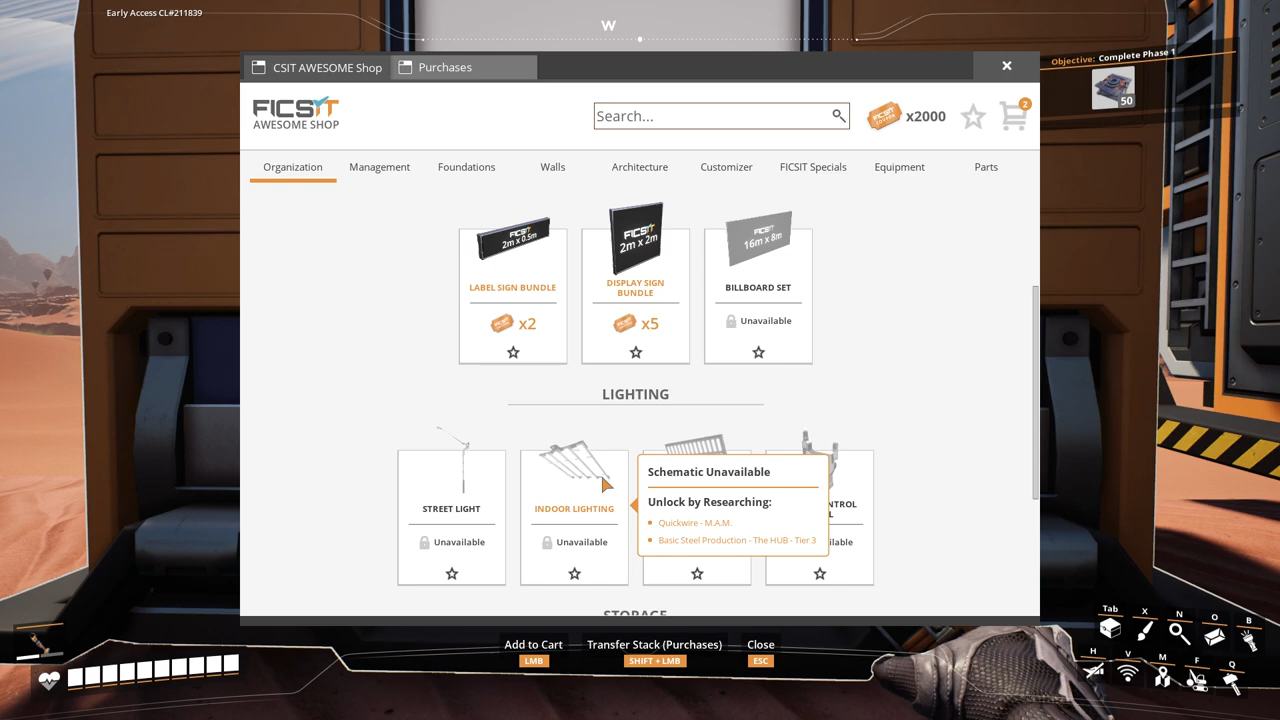 Early Access CL#211839
W
Objective: Complete Phase 1
50
CSIT AWESOME Shop
Purchases
FICSIT
AWESOME SHOP
Search...
x2000
2
Organization
Management
Foundations
Walls
Architecture
Customizer
FICSIT Specials
Equipment
Parts
FICSIT
2m x 0.5m
FICSIT
2m x 2m
FICSIT
16m x 8m
LABEL SIGN BUNDLE
DISPLAY SIGN
BUNDLE
BILLBOARD SET
x2
x5
Unavailable
LIGHTING
STREET LIGHT
INDOOR LIGHTING
NTROL
L
Unavailable
Unavailable
ilable
Schematic Unavailable
Unlock by Researching:
Quickwire - M.A.M.
Basic Steel Production - The HUB - Tier 3
STORAGE
Add to Cart
LMB
Transfer Stack (Purchases)
SHIFT + LMB
Close
ESC
Tab
X
N
O
B
H
V
M
F
Q